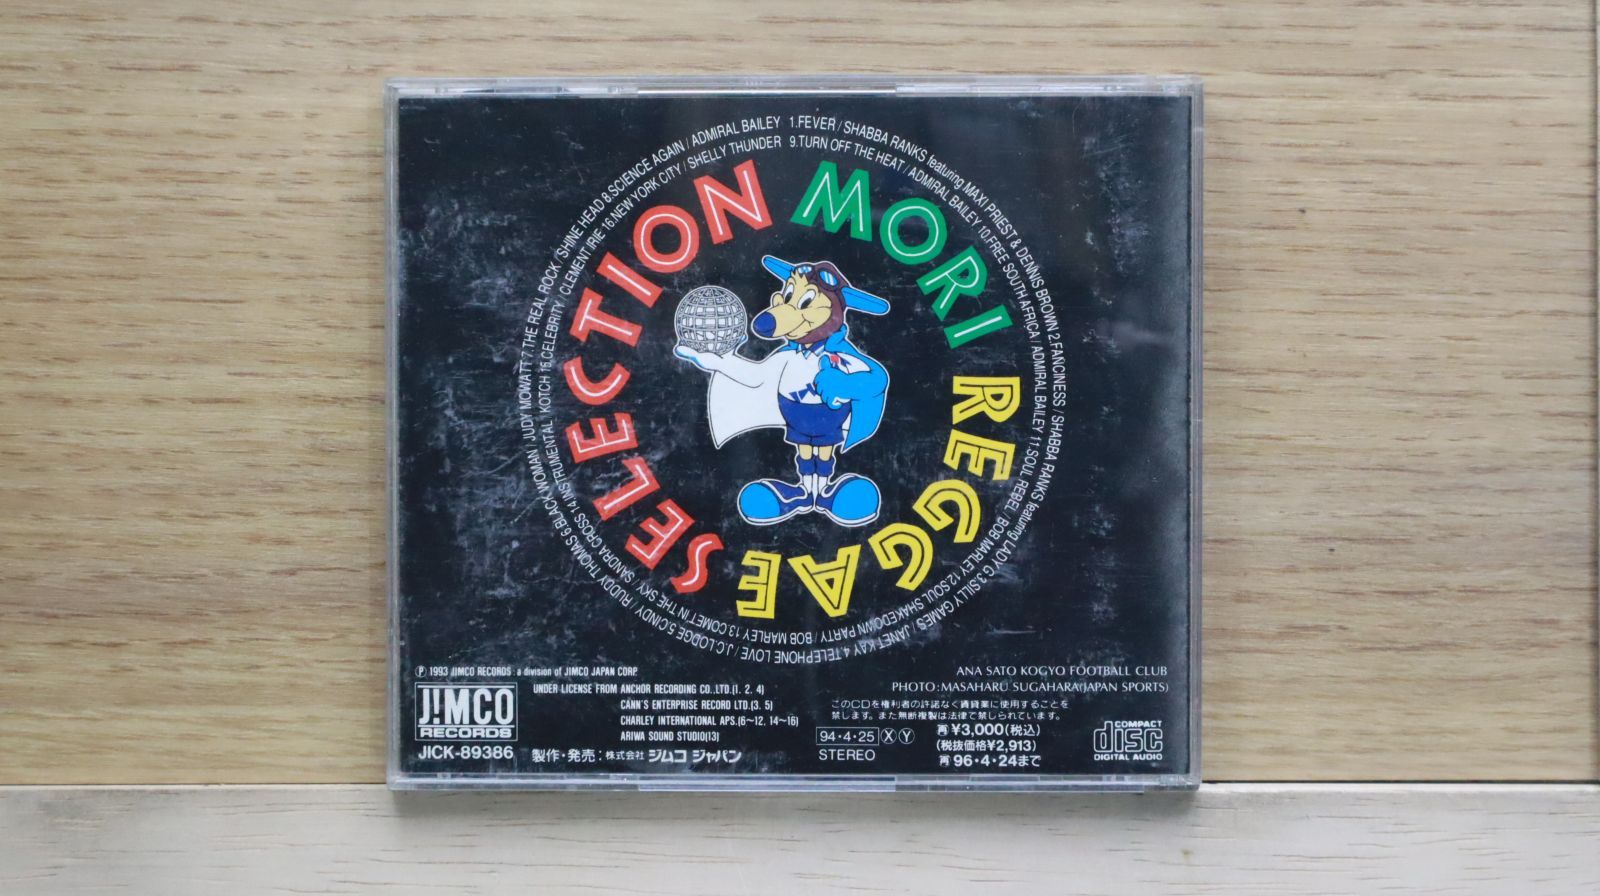 1.FEVER / SHABBA RANKS featuring MAXI PRIEST & DENNIS BROWN 2.FANCINESS / SHABBA RANKS featuring LADY G 3.SILLY GAMES / JANET KAY 4.TELEPHONE LOVE / J.C.LODGE 5.CINDY / RUDDY THOMAS 6.BLACK WOMAN / JUDY MOWATT 7.THE REAL ROCK / SHINE HEAD 8.SCIENCE AGAIN / ADMIRAL BAILEY
9.TURN OFF THE HEAT / ADMIRAL BAILEY 10.FREE SOUTH AFRICA / ADMIRAL BAILEY 11.SOUL REBEL / BOB MARLEY 12.SOUL SHAKEDOWN PARTY / BOB MARLEY 13.COMET IN THE SKY / SANDRA CROSS 14.INSTRUMENTAL / KOTCH 15.CELEBRITY / CLEMENT IRIE 16.NEW YORK CITY / SHELLY THUNDER
MORI REGGAE SELECTION
Ⓟ 1993 JIMCO RECORDS : a division of JIMCO JAPAN CORP.
J!MCO
RECORDS
JICK-89386
UNDER LICENSE FROM ANCHOR RECORDING CO.,LTD.(1. 2. 4)
CANN'S ENTERPRISE RECORD LTD.(3. 5)
CHARLEY INTERNATIONAL APS.(6~12, 14~16)
ARIWA SOUND STUDIO(13)
製作・発売:株式会社 ジムコ ジャパン
ANA SATO KOGYO FOOTBALL CLUB
PHOTO:MASAHARU SUGAHARA(JAPAN SPORTS)
このCDを権利者の許諾なく賃貸業に使用することを
禁じます。また無断複製は法律で禁じられています。
94・4・25 Ⓧ Ⓨ
STEREO
再 ¥3,000(税込)
(税抜価格¥2,913)
再 96・4・24まで
COMPACT
disc
DIGITAL AUDIO